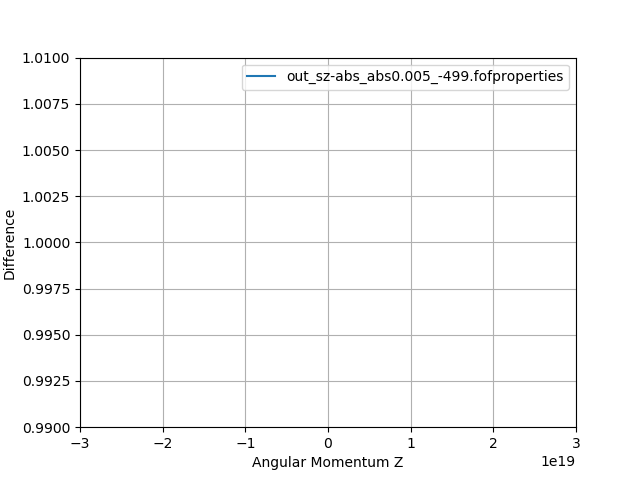 1.0100
out_sz-abs_abs0.005_-499.fofproperties
1.0075
1.0050
1.0025
1.0000
Difference
0.9975
0.9950
0.9925
0.9900
−3 −2 −1 0 1 2 3
Angular Momentum Z
1e19